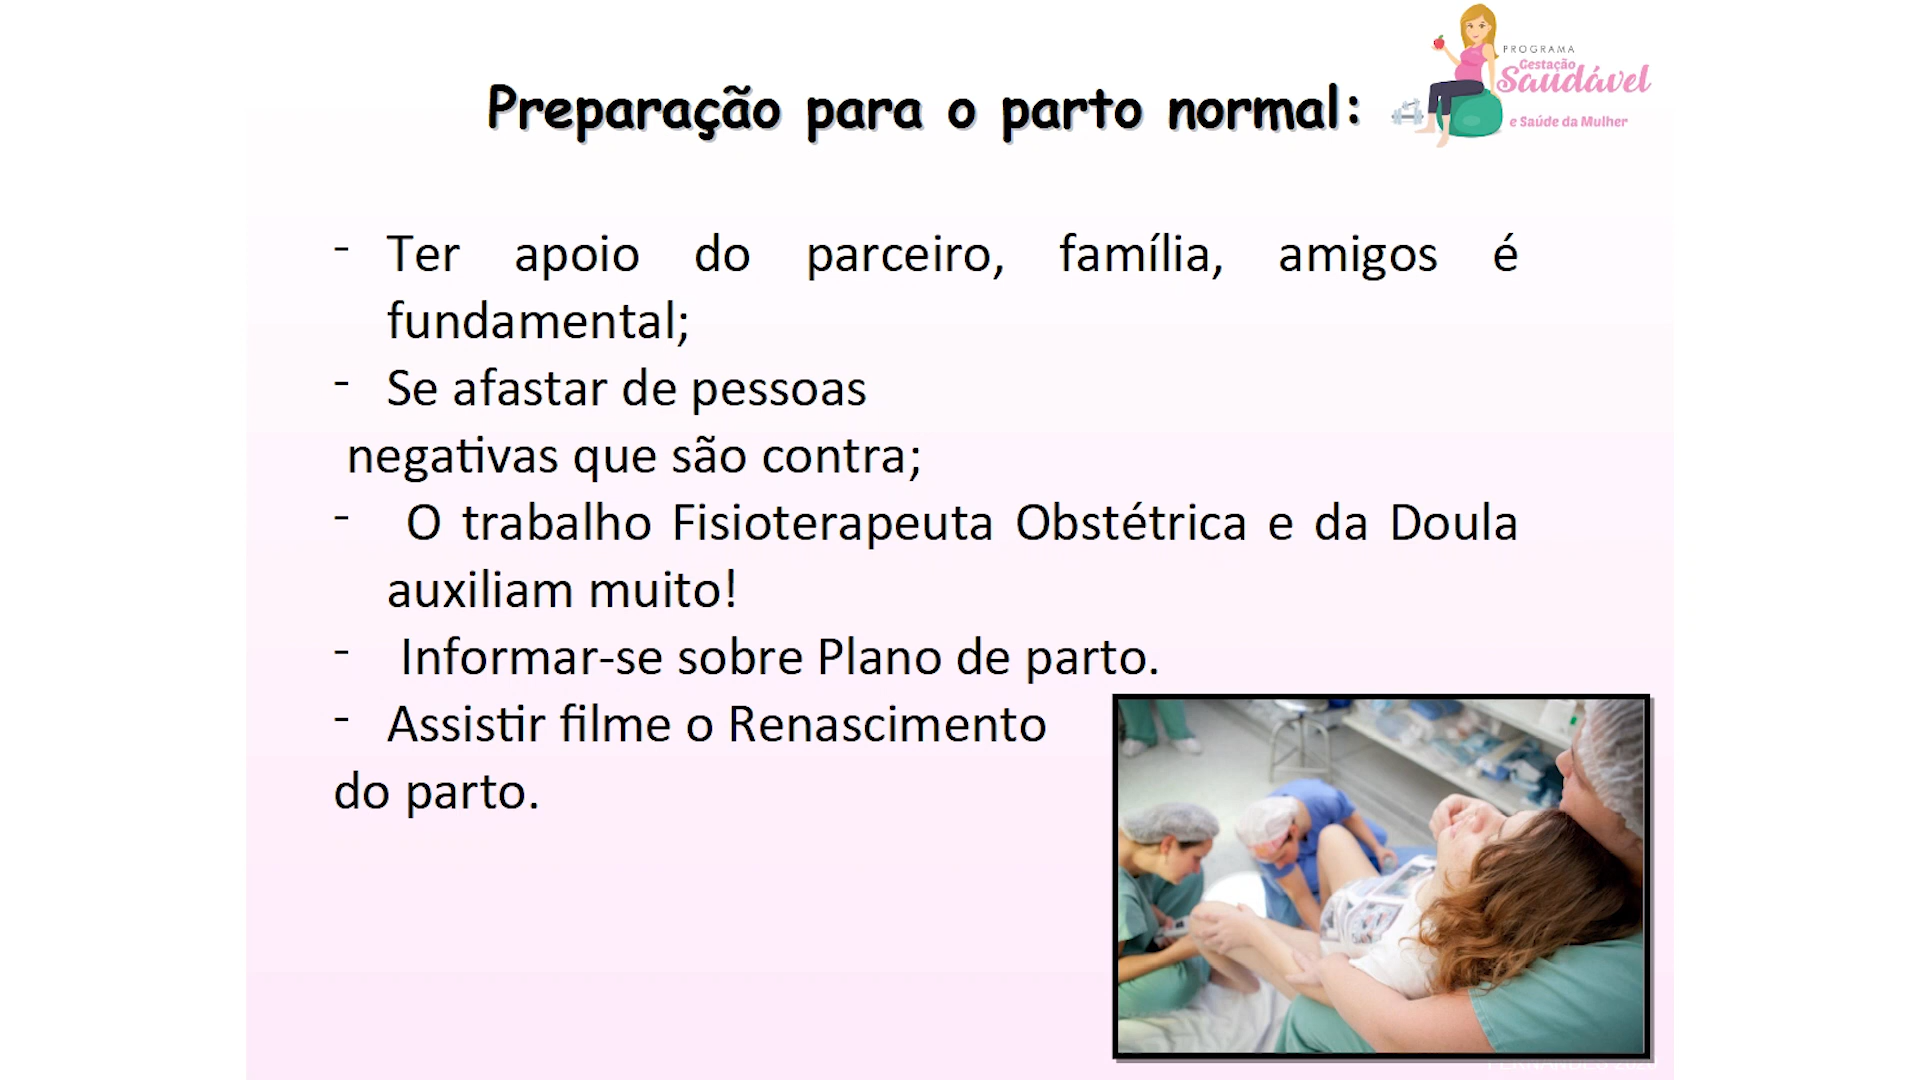 PROGRAMA
Gestação
Saudável
e Saúde da Mulher
Preparação para o parto normal:
- Ter apoio do parceiro, família, amigos é
fundamental;
- Se afastar de pessoas
negativas que são contra;
- O trabalho Fisioterapeuta Obstétrica e da Doula
auxiliam muito!
- Informar-se sobre Plano de parto.
- Assistir filme o Renascimento
do parto.